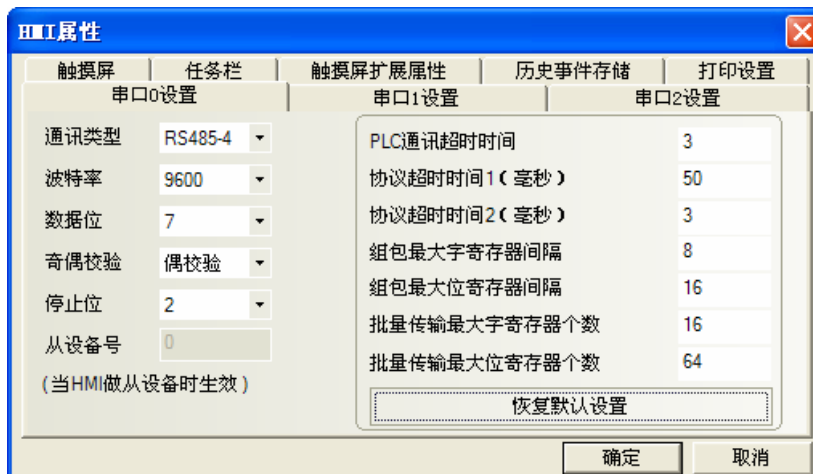 HMI属性
触摸屏 任务栏 触摸屏扩展属性 历史事件存储 打印设置
串口0设置 串口1设置 串口2设置
通讯类型 RS485-4
波特率 9600
数据位 7
奇偶校验 偶校验
停止位 2
从设备号 0
(当HMI做从设备时生效)
PLC通讯超时时间 3
协议超时时间1(毫秒) 50
协议超时时间2(毫秒) 3
组包最大字寄存器间隔 8
组包最大位寄存器间隔 16
批量传输最大字寄存器个数 16
批量传输最大位寄存器个数 64
恢复默认设置
确定 取消